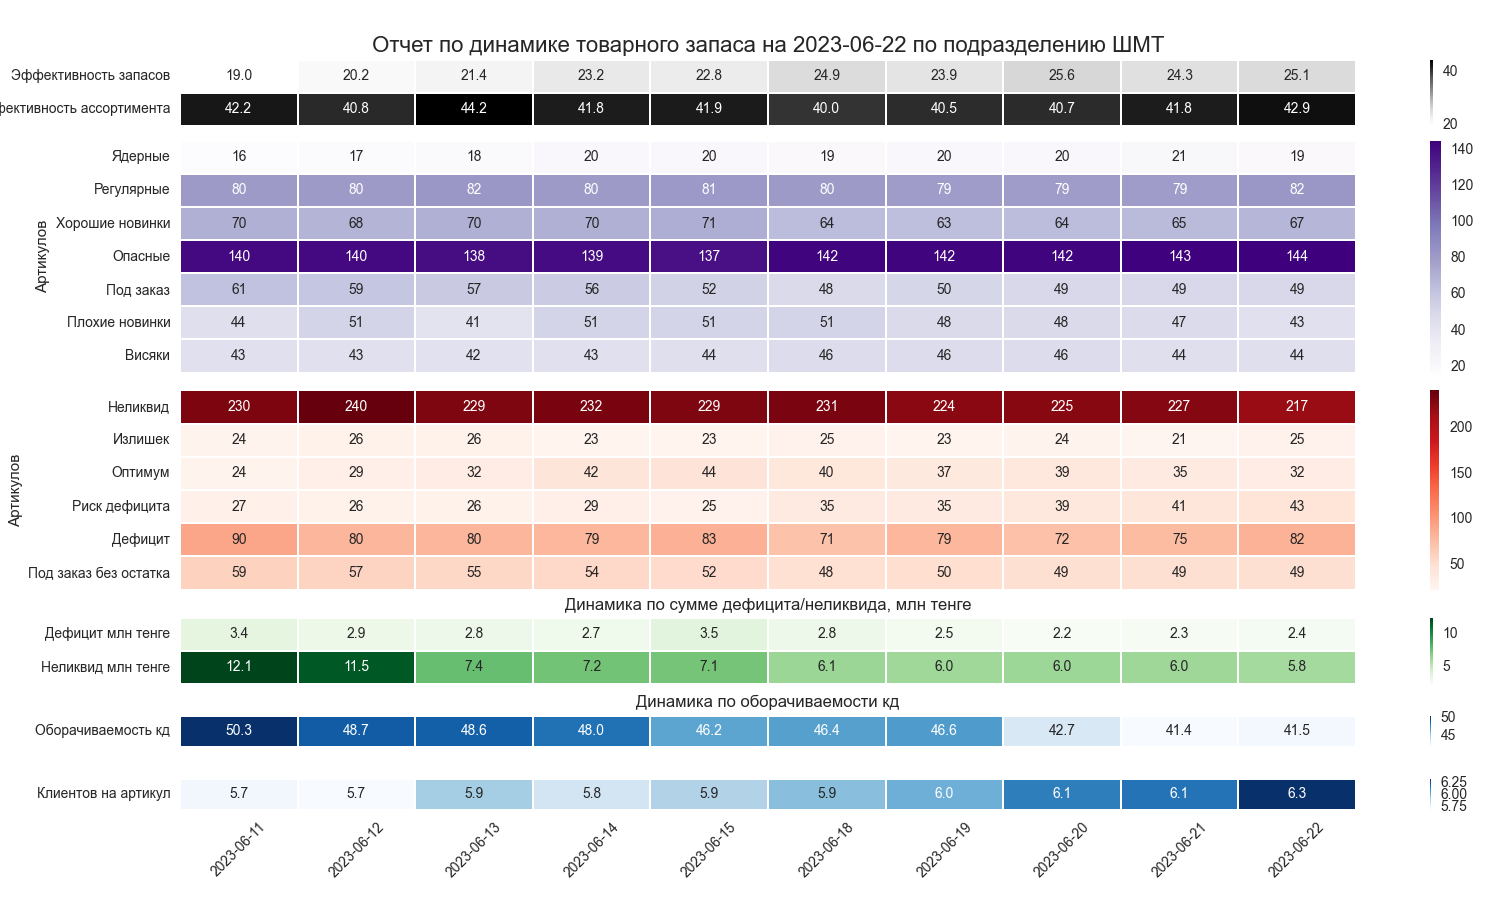 Отчет по динамике товарного запаса на 2023-06-22 по подразделению ШМТ
Эффективность запасов 19.0 20.2 21.4 23.2 22.8 24.9 23.9 25.6 24.3 25.1
фективность ассортимента 42.2 40.8 44.2 41.8 41.9 40.0 40.5 40.7 41.8 42.9
40
20
Артикулов
Ядерные 16 17 18 20 20 19 20 20 21 19
Регулярные 80 80 82 80 81 80 79 79 79 82
Хорошие новинки 70 68 70 70 71 64 63 64 65 67
Опасные 140 140 138 139 137 142 142 142 143 144
Под заказ 61 59 57 56 52 48 50 49 49 49
Плохие новинки 44 51 41 51 51 51 48 48 47 43
Висяки 43 43 42 43 44 46 46 46 44 44
140
120
100
80
60
40
20
Артикулов
Неликвид 230 240 229 232 229 231 224 225 227 217
Излишек 24 26 26 23 23 25 23 24 21 25
Оптимум 24 29 32 42 44 40 37 39 35 32
Риск дефицита 27 26 26 29 25 35 35 39 41 43
Дефицит 90 80 80 79 83 71 79 72 75 82
Под заказ без остатка 59 57 55 54 52 48 50 49 49 49
200
150
100
50
Динамика по сумме дефицита/неликвида, млн тенге
Дефицит млн тенге 3.4 2.9 2.8 2.7 3.5 2.8 2.5 2.2 2.3 2.4
Неликвид млн тенге 12.1 11.5 7.4 7.2 7.1 6.1 6.0 6.0 6.0 5.8
10
5
Динамика по оборачиваемости кд
Оборачиваемость кд 50.3 48.7 48.6 48.0 46.2 46.4 46.6 42.7 41.4 41.5
50
45
Клиентов на артикул 5.7 5.7 5.9 5.8 5.9 5.9 6.0 6.1 6.1 6.3
6.25
6.00
5.75
2023-06-11 2023-06-12 2023-06-13 2023-06-14 2023-06-15 2023-06-18 2023-06-19 2023-06-20 2023-06-21 2023-06-22